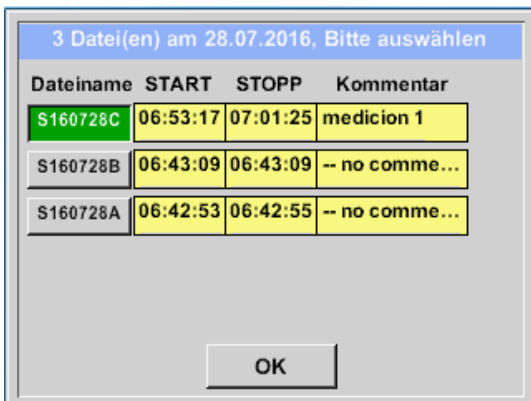 3 Datei(en) am 28.07.2016, Bitte auswählen
Dateiname START STOPP Kommentar
S160728C 06:53:17 07:01:25 medicion 1
S160728B 06:43:09 06:43:09 -- no comme...
S160728A 06:42:53 06:42:55 -- no comme...
OK